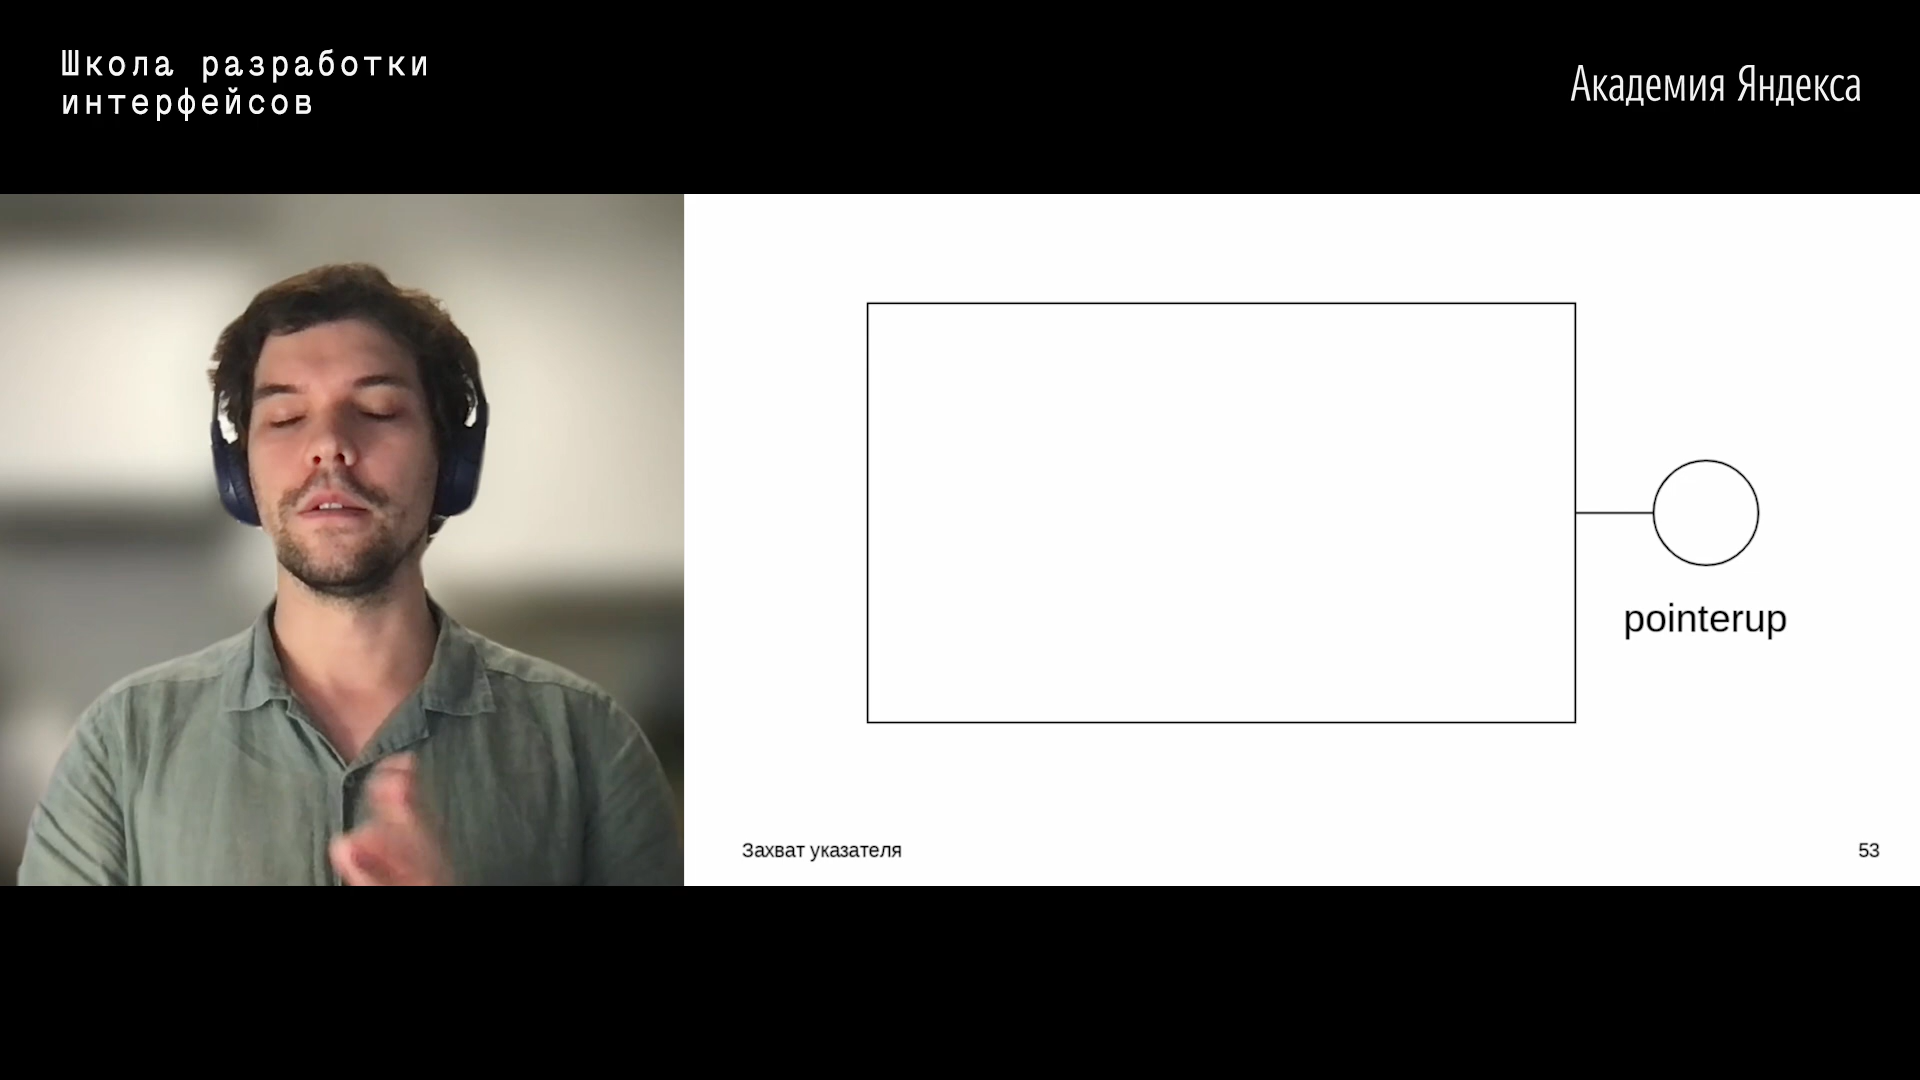 Школа разработки
интерфейсов
Академия Яндекса
pointerup
Захват указателя
53